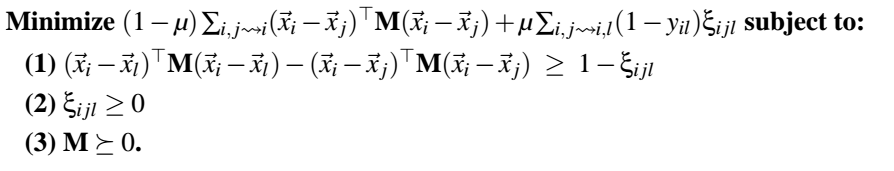 Minimize $(1-\mu)\sum_{i,j\rightsquigarrow i}(\vec{x}_i-\vec{x}_j)^\top\mathbf{M}(\vec{x}_i-\vec{x}_j)+\mu\sum_{i,j\rightsquigarrow i,l}(1-y_{il})\xi_{ijl}$ subject to:
(1) $(\vec{x}_i-\vec{x}_l)^\top\mathbf{M}(\vec{x}_i-\vec{x}_l)-(\vec{x}_i-\vec{x}_j)^\top\mathbf{M}(\vec{x}_i-\vec{x}_j) \geq 1-\xi_{ijl}$
(2) $\xi_{ijl}\geq 0$
(3) $\mathbf{M}\succeq 0$.